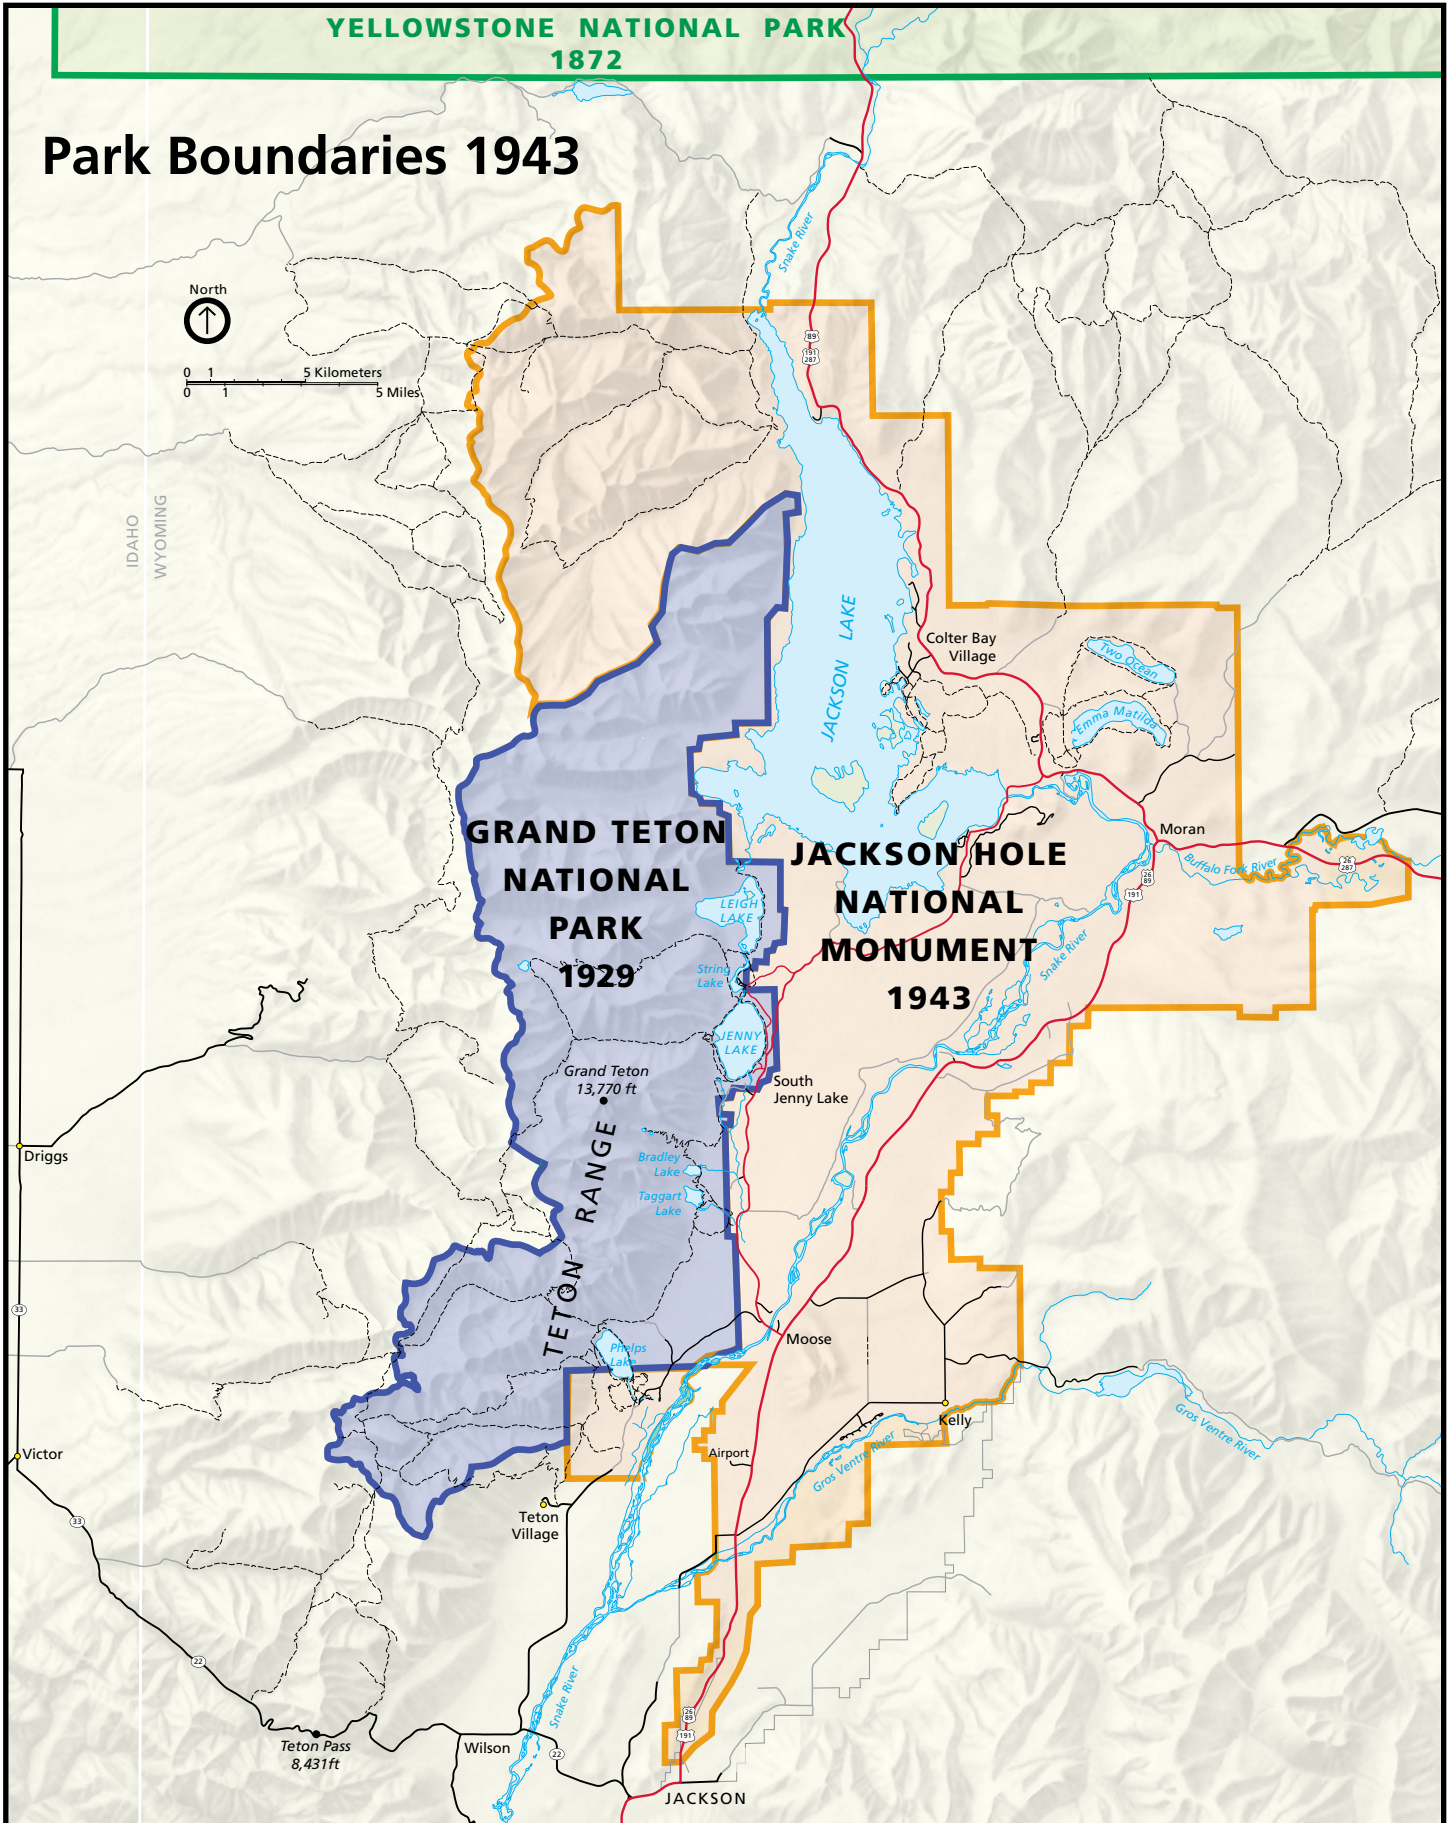 YELLOWSTONE NATIONAL PARK
1872
Park Boundaries 1943
North
0 1 5 Kilometers
0 1 5 Miles
IDAHO
WYOMING
Snake River
89
191
287
JACKSON LAKE
Colter Bay
Village
Two Ocean
Emma Matilda
Moran
Buffalo Fork River
26
287
26
89
191
GRAND TETON
NATIONAL
PARK
1929
JACKSON HOLE
NATIONAL
MONUMENT
1943
LEIGH
LAKE
String
Lake
JENNY
LAKE
Snake River
South
Jenny Lake
Grand Teton
13,770 ft
Bradley
Lake
Taggart
Lake
TETON RANGE
Driggs
33
Phelps
Lake
Moose
Kelly
Gros Ventre River
Airport
Gros Ventre River
Victor
33
Teton
Village
22
Snake River
Teton Pass
8,431ft
Wilson
22
26
89
191
JACKSON